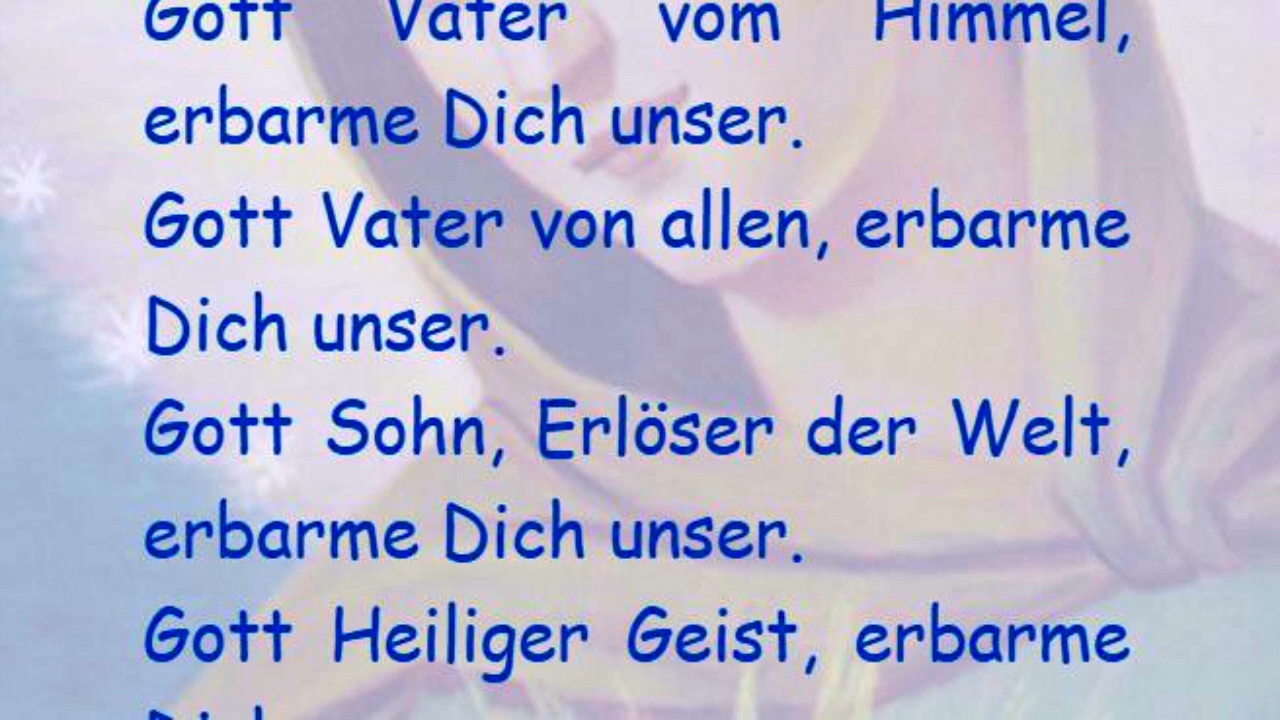 Gott Vater vom Himmel,
erbarme Dich unser.
Gott Vater von allen, erbarme
Dich unser.
Gott Sohn, Erlöser der Welt,
erbarme Dich unser.
Gott Heiliger Geist, erbarme